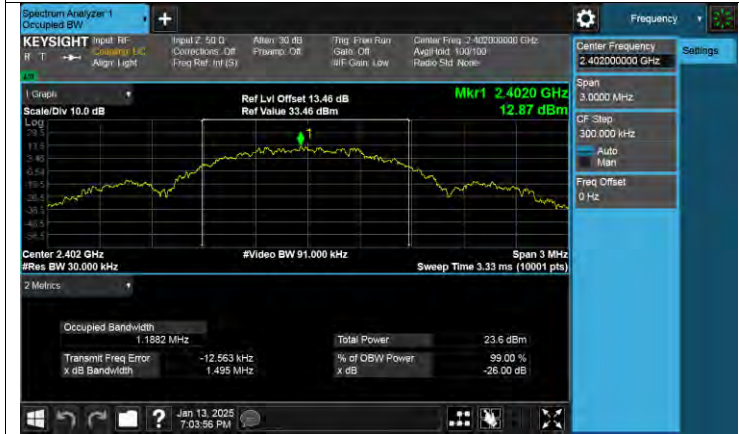 Spectrum Analyzer 1
Occupied BW
Frequency
KEYSIGHT
Input: RF
Coupling: DC
Align: Light
Input Z: 50 Ω
Corrections: Off
Freq Ref: Int (S)
Atten: 30 dB
Preamp: Off
Trig: Free Run
Gate: Off
#IF Gain: Low
Center Freq: 2.402000000 GHz
Avg|Hold: 100/100
Radio Std: None
Center Frequency
2.402000000 GHz
Settings
Span
3.0000 MHz
CF Step
300.000 kHz
Auto
Man
Freq Offset
0 Hz
1 Graph
Scale/Div 10.0 dB
Ref Lvl Offset 13.46 dB
Ref Value 33.46 dBm
Mkr1 2.4020 GHz
12.87 dBm
Log
1
Center 2.402 GHz
#Video BW 91.000 kHz
Span 3 MHz
#Res BW 30.000 kHz
Sweep Time 3.33 ms (10001 pts)
2 Metrics
Occupied Bandwidth
1.1882 MHz
Total Power
23.6 dBm
Transmit Freq Error
-12.563 kHz
% of OBW Power
99.00 %
x dB Bandwidth
1.495 MHz
x dB
-26.00 dB
?
Jan 13, 2025
7:03:56 PM